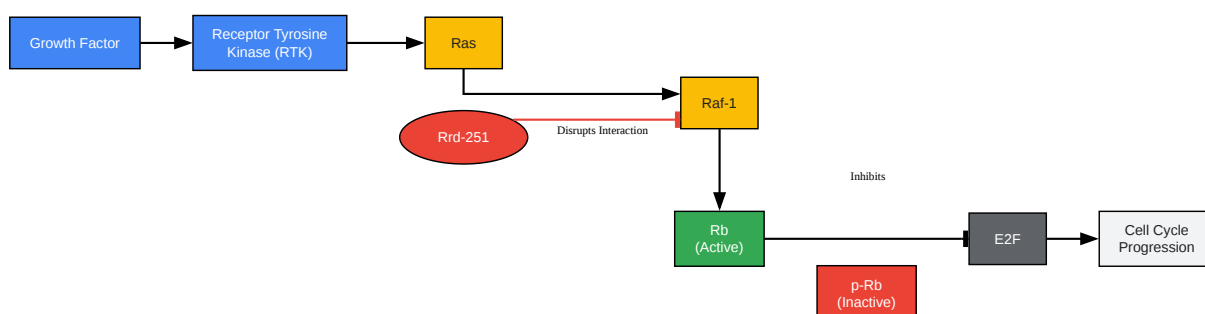 Growth Factor
Receptor Tyrosine
Kinase (RTK)
Ras
Raf-1
Rrd-251
Disrupts Interaction
Inhibits
Rb
(Active)
E2F
Cell Cycle
Progression
p-Rb
(Inactive)